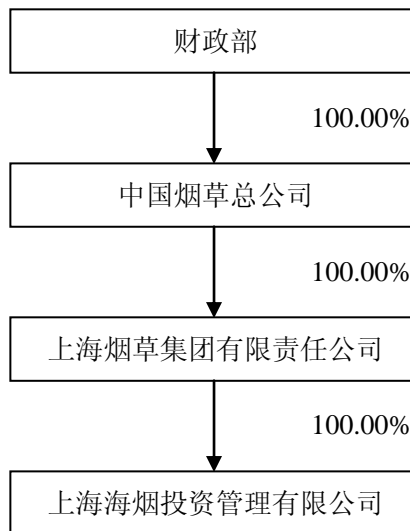 财政部
100.00%
中国烟草总公司
100.00%
上海烟草集团有限责任公司
100.00%
上海海烟投资管理有限公司